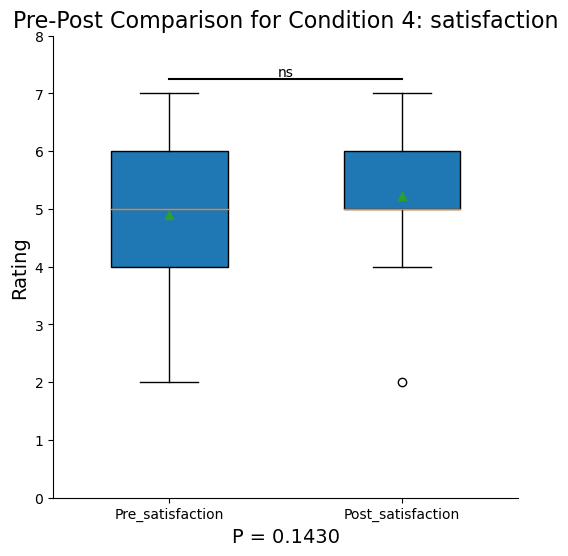 Pre-Post Comparison for Condition 4: satisfaction
8
7
6
5
4
3
2
1
0
Rating
ns
Pre_satisfaction
Post_satisfaction
P = 0.1430